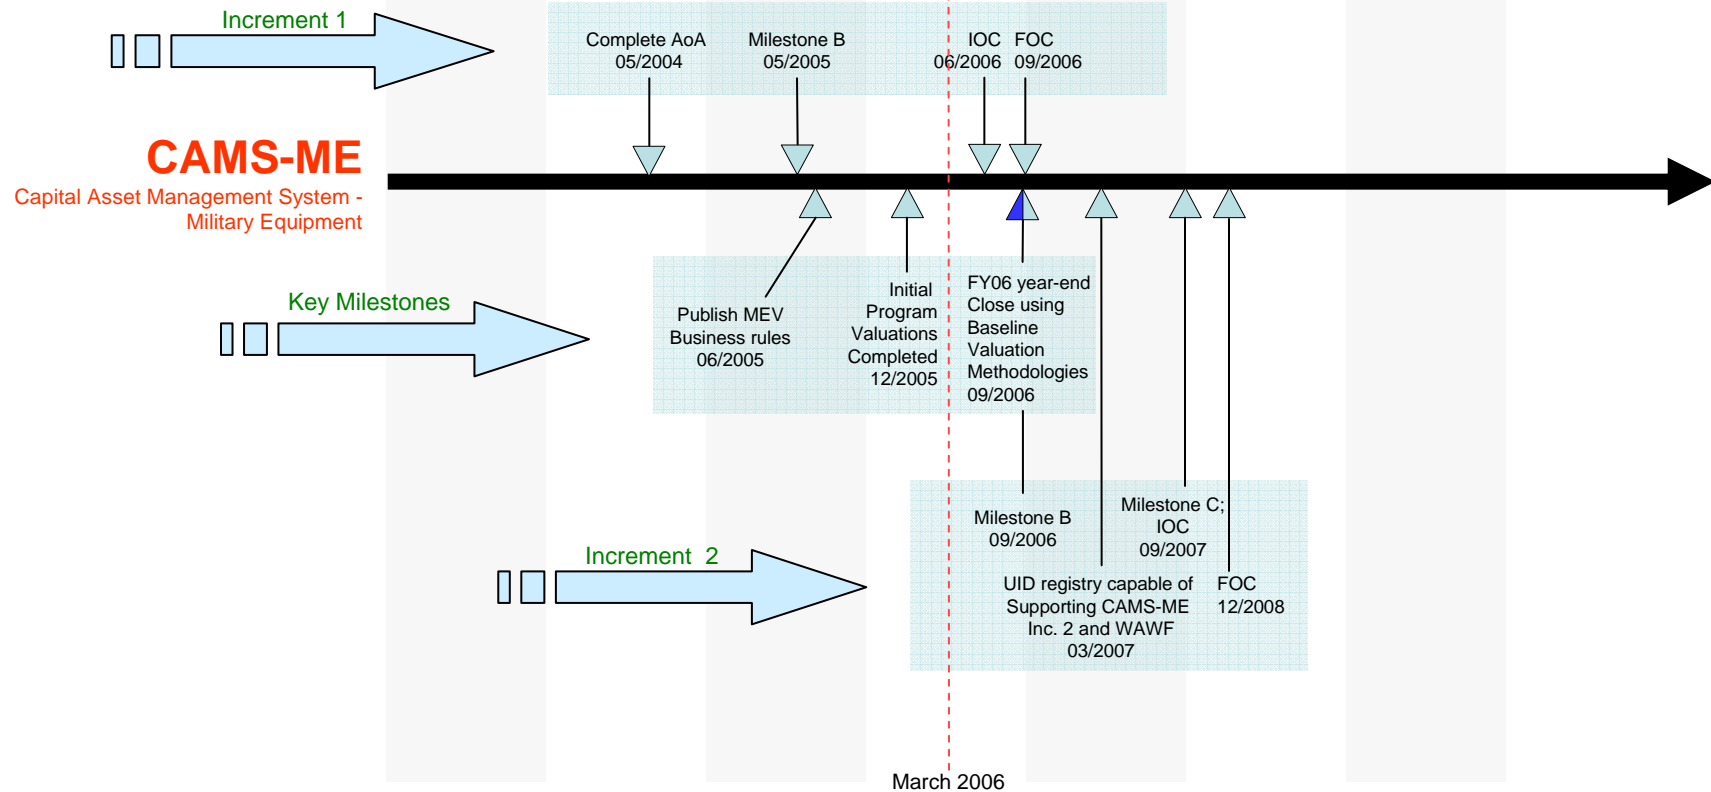 Increment 1
Complete AoA
05/2004
Milestone B
05/2005
IOC
06/2006
FOC
09/2006
CAMS-ME
Capital Asset Management System -
Military Equipment
Key Milestones
Publish MEV
Business rules
06/2005
Initial
Program
Valuations
Completed
12/2005
FY06 year-end
Close using
Baseline
Valuation
Methodologies
09/2006
Increment 2
Milestone B
09/2006
UID registry capable of
Supporting CAMS-ME
Inc. 2 and WAWF
03/2007
Milestone C;
IOC
09/2007
FOC
12/2008
March 2006